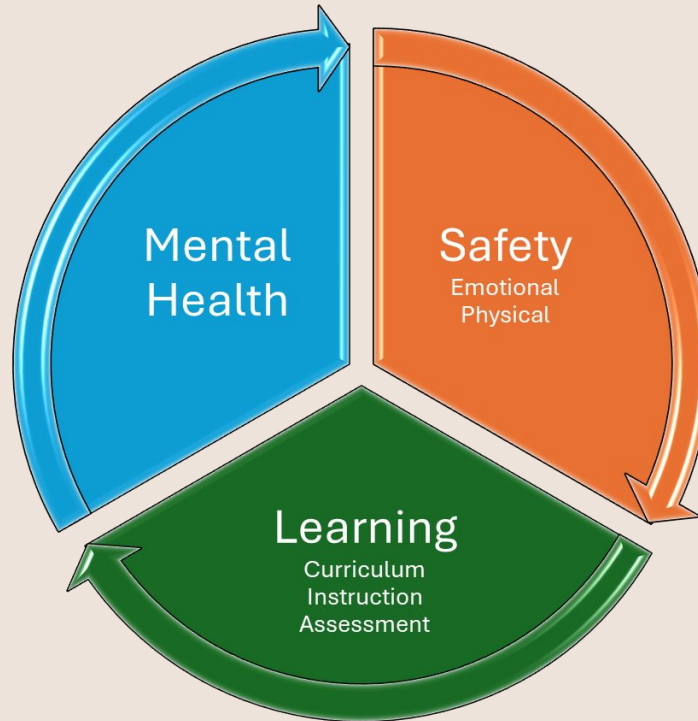 Mental
Health
Safety
Emotional
Physical
Learning
Curriculum
Instruction
Assessment